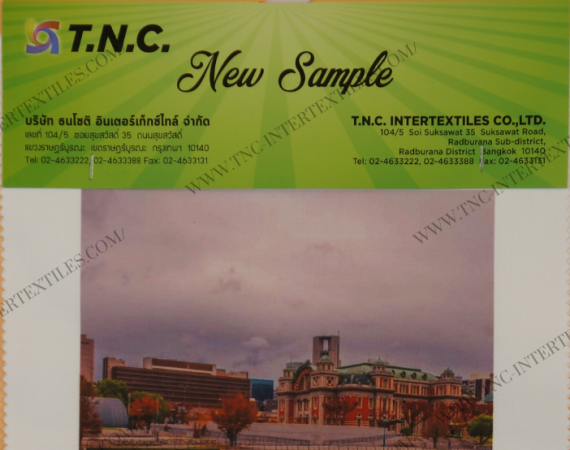 T.N.C.
New Sample
บริษัท ธนโชติ อินเตอร์เท็กซ์ไทล์ จำกัด
เลขที่ 104/5 ซอยสุขสวัสดิ์ 35 ถนนสุขสวัสดิ์
แขวงราษฎร์บูรณะ เขตราษฎร์บูรณะ กรุงเทพฯ 10140
Tel: 02-4633222, 02-4633388 Fax: 02-4633131
T.N.C. INTERTEXTILES CO.,LTD.
104/5 Soi Suksawat 35 Suksawat Road,
Radburana Sub-district,
Radburana District Bangkok 10140
Tel: 02-4633222, 02-4633388 Fax: 02-4633131
WWW.TNC-INTERTEXTILES.COM/